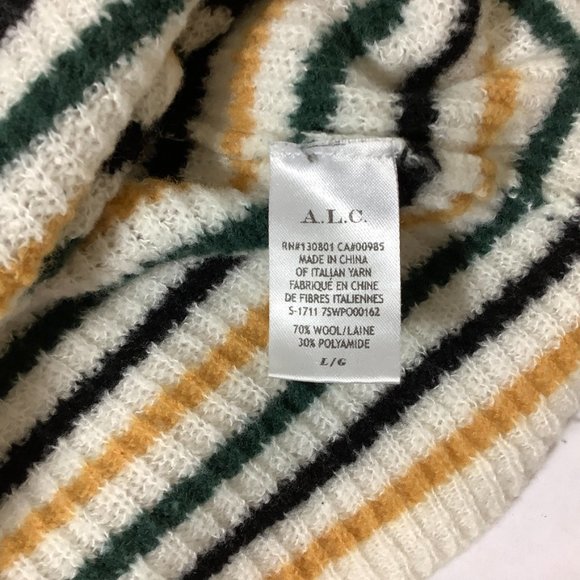 A.L.C.
RN#130801 CA#00985
MADE IN CHINA
OF ITALIAN YARN
FABRIQUÉ EN CHINE
DE FIBRES ITALIENNES
S-1711 7SWPO00162
70% WOOL/LAINE
30% POLYAMIDE
L/G